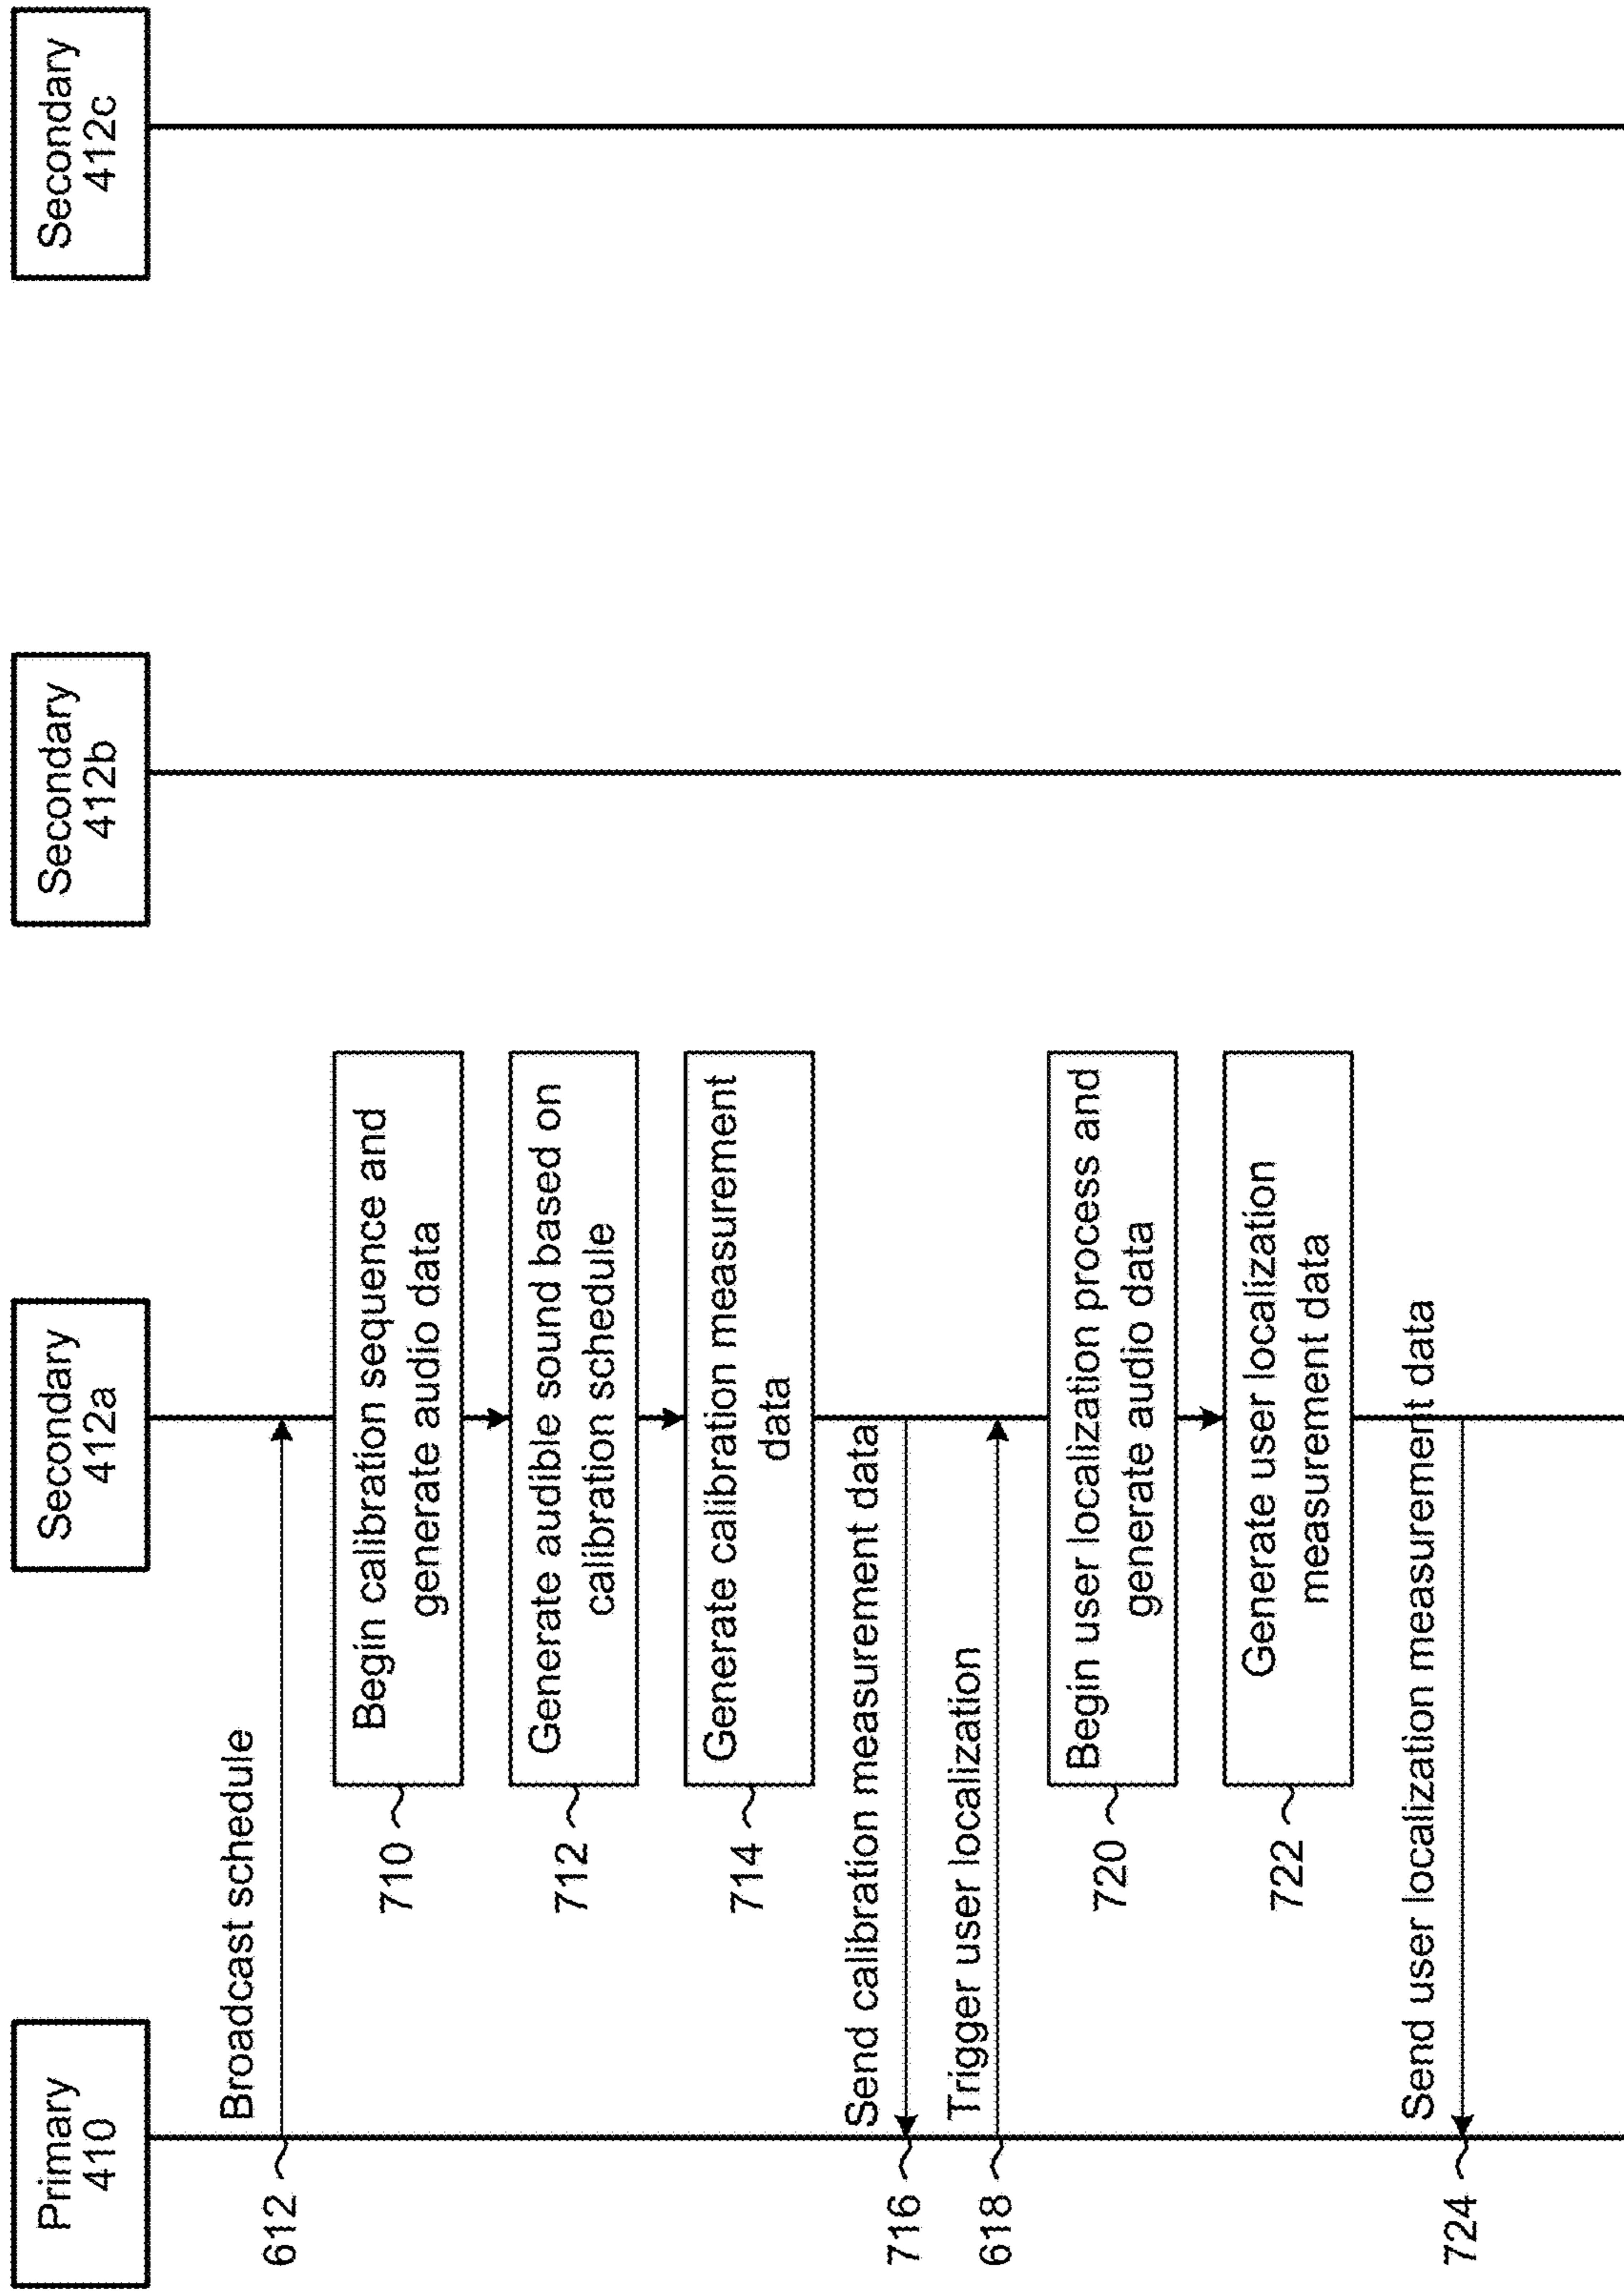 Primary
410
Secondary
412a
Secondary
412b
Secondary
412c
Broadcast schedule
612
Begin calibration sequence and
generate audio data
710
Generate audible sound based on
calibration schedule
712
Generate calibration measurement
data
714
Send calibration measurement data
716
Trigger user localization
618
Begin user localization process and
generate audio data
720
Generate user localization
measurement data
722
Send user localization measurement data
724